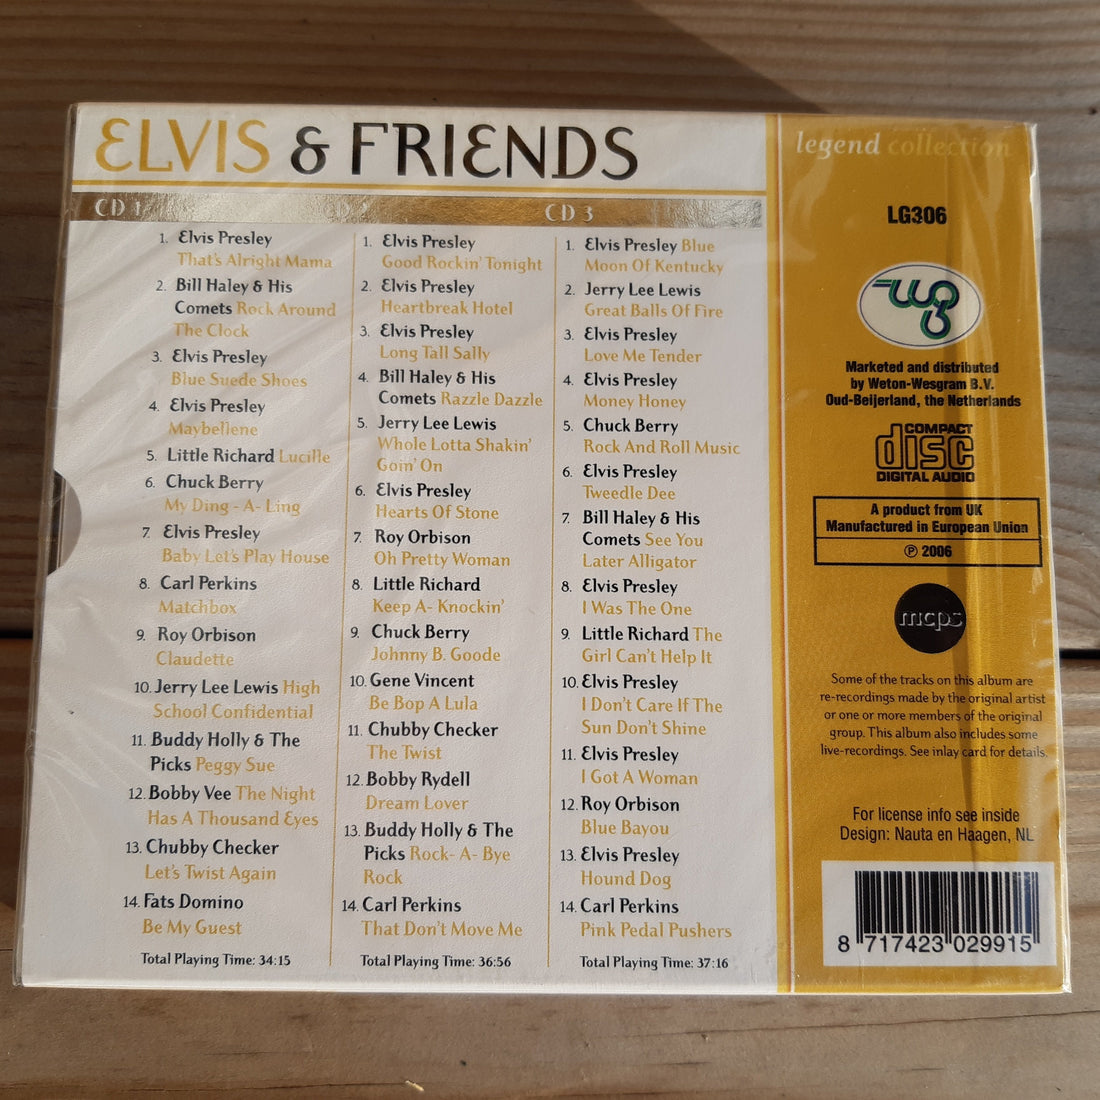 ELVIS & FRIENDS
CD 1
CD 3
1. Elvis Presley
That's Alright Mama
2. Bill Haley & His
Comets Rock Around
The Clock
3. Elvis Presley
Blue Suede Shoes
4. Elvis Presley
Maybellene
5. Little Richard Lucille
6. Chuck Berry
My Ding - A- Ling
7. Elvis Presley
Baby Let's Play House
8. Carl Perkins
Matchbox
9. Roy Orbison
Claudette
10. Jerry Lee Lewis High
School Confidential
11. Buddy Holly & The
Picks Peggy Sue
12. Bobby Vee The Night
Has A Thousand Eyes
13. Chubby Checker
Let's Twist Again
14. Fats Domino
Be My Guest
Total Playing Time: 34:15
1. Elvis Presley
Good Rockin' Tonight
2. Elvis Presley
Heartbreak Hotel
3. Elvis Presley
Long Tall Sally
4. Bill Haley & His
Comets Razzle Dazzle
5. Jerry Lee Lewis
Whole Lotta Shakin'
Goin' On
6. Elvis Presley
Hearts Of Stone
7. Roy Orbison
Oh Pretty Woman
8. Little Richard
Keep A- Knockin'
9. Chuck Berry
Johnny B. Goode
10. Gene Vincent
Be Bop A Lula
11. Chubby Checker
The Twist
12. Bobby Rydell
Dream Lover
13. Buddy Holly & The
Picks Rock- A- Bye
Rock
14. Carl Perkins
That Don't Move Me
Total Playing Time: 36:56
1. Elvis Presley Blue
Moon Of Kentucky
2. Jerry Lee Lewis
Great Balls Of Fire
3. Elvis Presley
Love Me Tender
4. Elvis Presley
Money Honey
5. Chuck Berry
Rock And Roll Music
6. Elvis Presley
Tweedle Dee
7. Bill Haley & His
Comets See You
Later Alligator
8. Elvis Presley
I Was The One
9. Little Richard The
Girl Can't Help It
10. Elvis Presley
I Don't Care If The
Sun Don't Shine
11. Elvis Presley
I Got A Woman
12. Roy Orbison
Blue Bayou
13. Elvis Presley
Hound Dog
14. Carl Perkins
Pink Pedal Pushers
Total Playing Time: 37:16
legend collection
LG306
Marketed and distributed
by Weton-Wesgram B.V.
Oud-Beijerland, the Netherlands
COMPACT
disc
DIGITAL AUDIO
A product from UK
Manufactured in European Union
℗ 2006
mcps
Some of the tracks on this album are
re-recordings made by the original artist
or one or more members of the original
group. This album also includes some
live-recordings. See inlay card for details.
For license info see inside
Design: Nauta en Haagen, NL
8 717423 029915